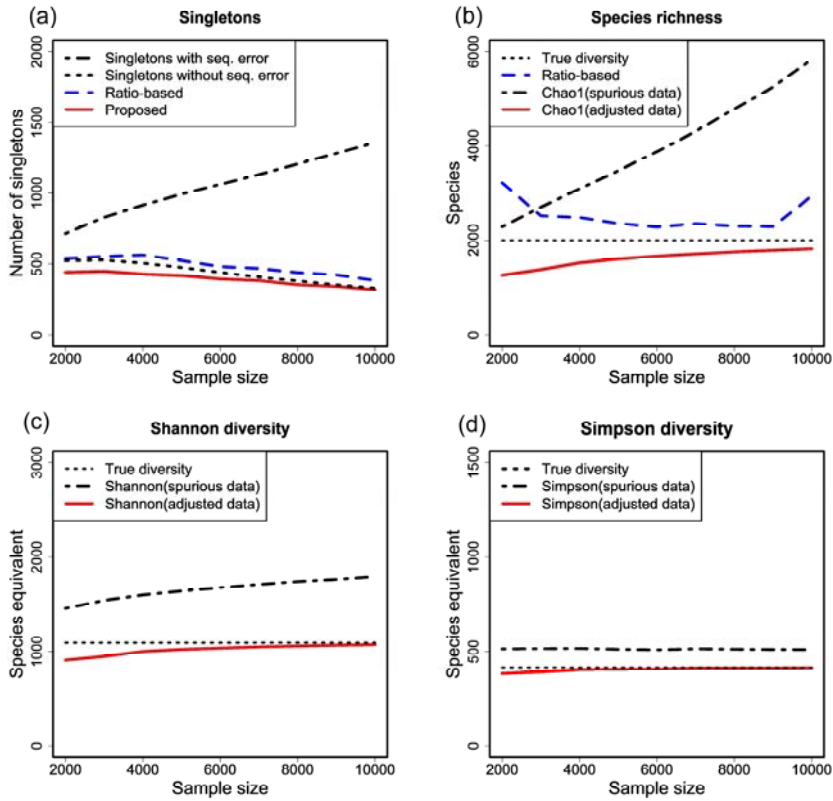 (a)
Singletons
Singletons with seq. error
Singletons without seq. error
Ratio-based
Proposed
Number of singletons
0 500 1000 1500 2000
2000 4000 6000 8000 10000
Sample size
(b)
Species richness
True diversity
Ratio-based
Chao1(spurious data)
Chao1(adjusted data)
Species
0 2000 4000 6000
2000 4000 6000 8000 10000
Sample size
(c)
Shannon diversity
True diversity
Shannon(spurious data)
Shannon(adjusted data)
Species equivalent
0 1000 2000 3000
2000 4000 6000 8000 10000
Sample size
(d)
Simpson diversity
True diversity
Simpson(spurious data)
Simpson(adjusted data)
Species equivalent
0 500 1000 1500
2000 4000 6000 8000 10000
Sample size